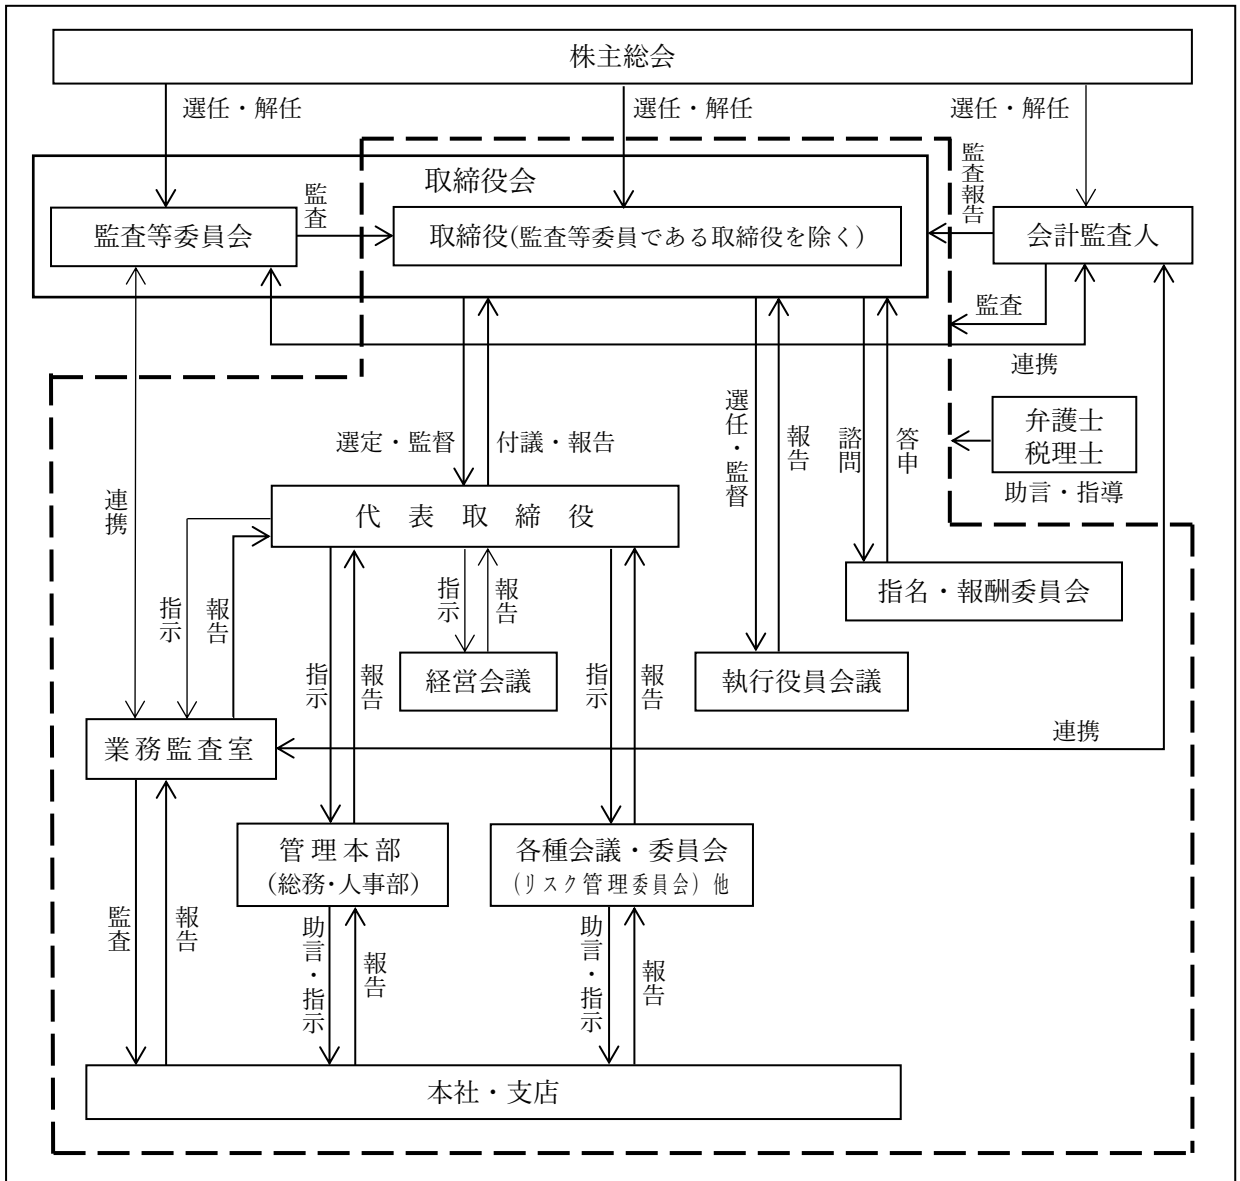 株主総会
選任・解任
選任・解任
選任・解任
取締役会
監査
監査報告
監査等委員会
取締役(監査等委員である取締役を除く)
会計監査人
監査
連携
弁護士
税理士
助言・指導
選定・監督
付議・報告
選任・監督
報告
諮問
答申
連携
代表取締役
指名・報酬委員会
指示
報告
指示
報告
経営会議
執行役員会議
指示
報告
指示
報告
業務監査室
連携
管理本部
(総務・人事部)
各種会議・委員会
(リスク管理委員会)他
監査
報告
助言・指示
報告
助言・指示
報告
本社・支店